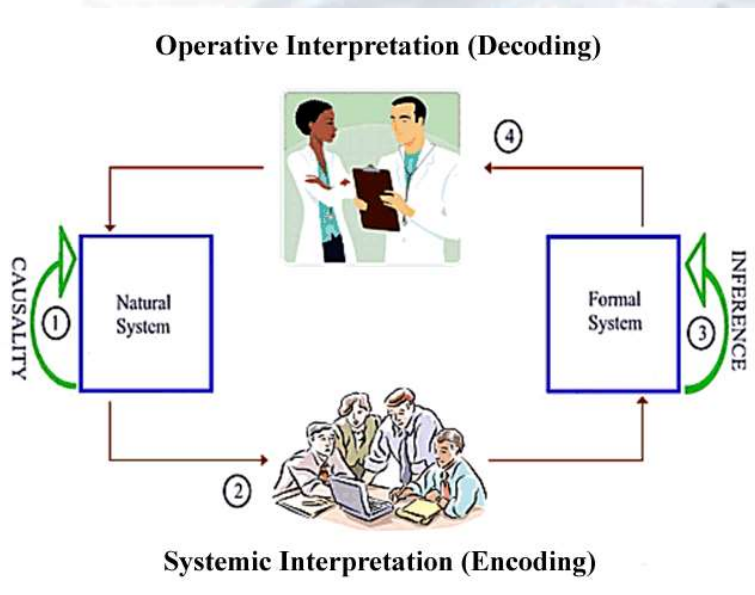 Operative Interpretation (Decoding)
4
CAUSALITY
1
Natural
System
Formal
System
3
INFERENCE
2
Systemic Interpretation (Encoding)